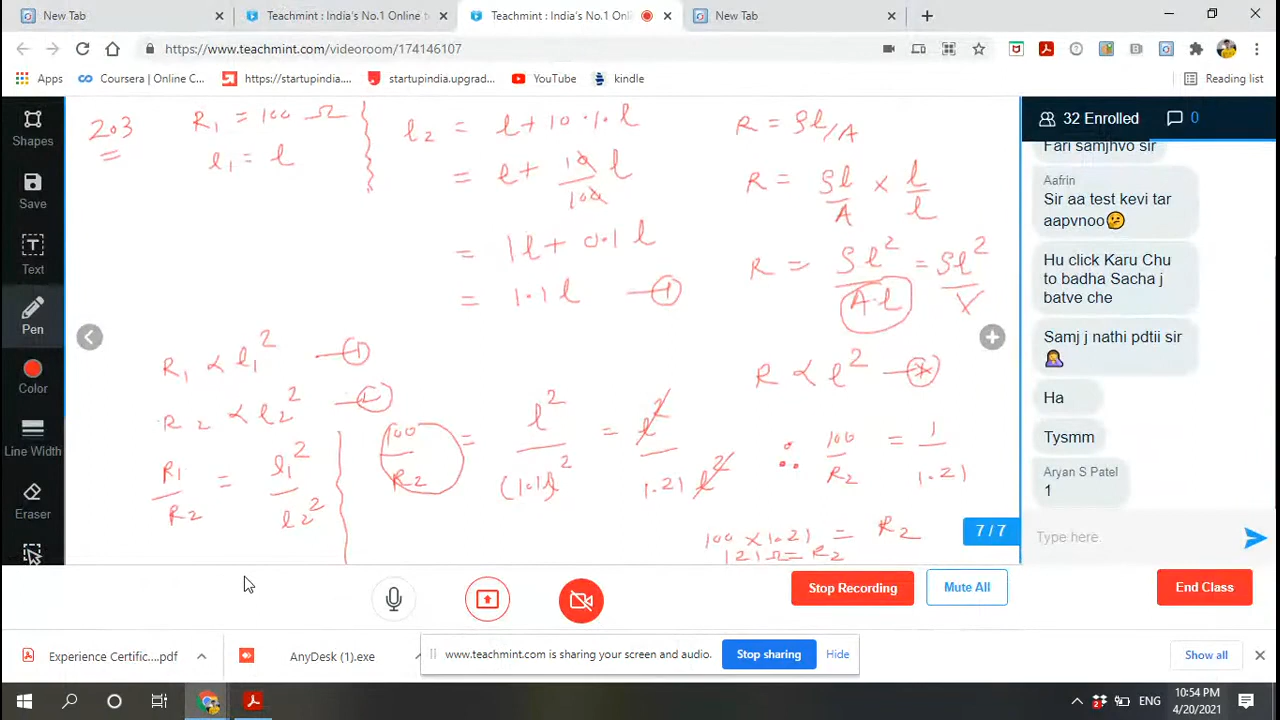 New Tab
Teachmint : India's No.1 Online to
Teachmint : India's No.1 Onlin
New Tab
https://www.teachmint.com/videoroom/174146107
Apps
Coursera | Online C...
https://startupindia....
startupindia.upgrad...
YouTube
kindle
Reading list
Shapes
Save
Text
Pen
Color
Line Width
Eraser
203
R1 = 100 Ω
l1 = l
l2 = l + 10·1·l
= l + 10/100 l
= 1l + 0.1 l
= 1.1 l —①
R = ρl/A
R = ρl/A × l/l
R = ρl²/A·l = ρl²/V
R ∝ l² —(*)
R1 ∝ l1² —①
R2 ∝ l2²
R1/R2 = l1²/l2²
100/R2 = l²/(1.1l)² = l²/1.21 l²
∴ 100/R2 = 1/1.21
100 × 1.21 = R2
121 Ω = R2
7 / 7
32 Enrolled
0
Fari samjhvo sir
Aafrin
Sir aa test kevi tar
aapvnoo🤔
Hu click Karu Chu
to badha Sacha j
batve che
Samj j nathi pdtii sir
🤦‍♀️
Ha
Tysmm
Aryan S Patel
1
Type here.
Stop Recording
Mute All
End Class
Experience Certific....pdf
AnyDesk (1).exe
www.teachmint.com is sharing your screen and audio.
Stop sharing
Hide
Show all
ENG
10:54 PM
4/20/2021